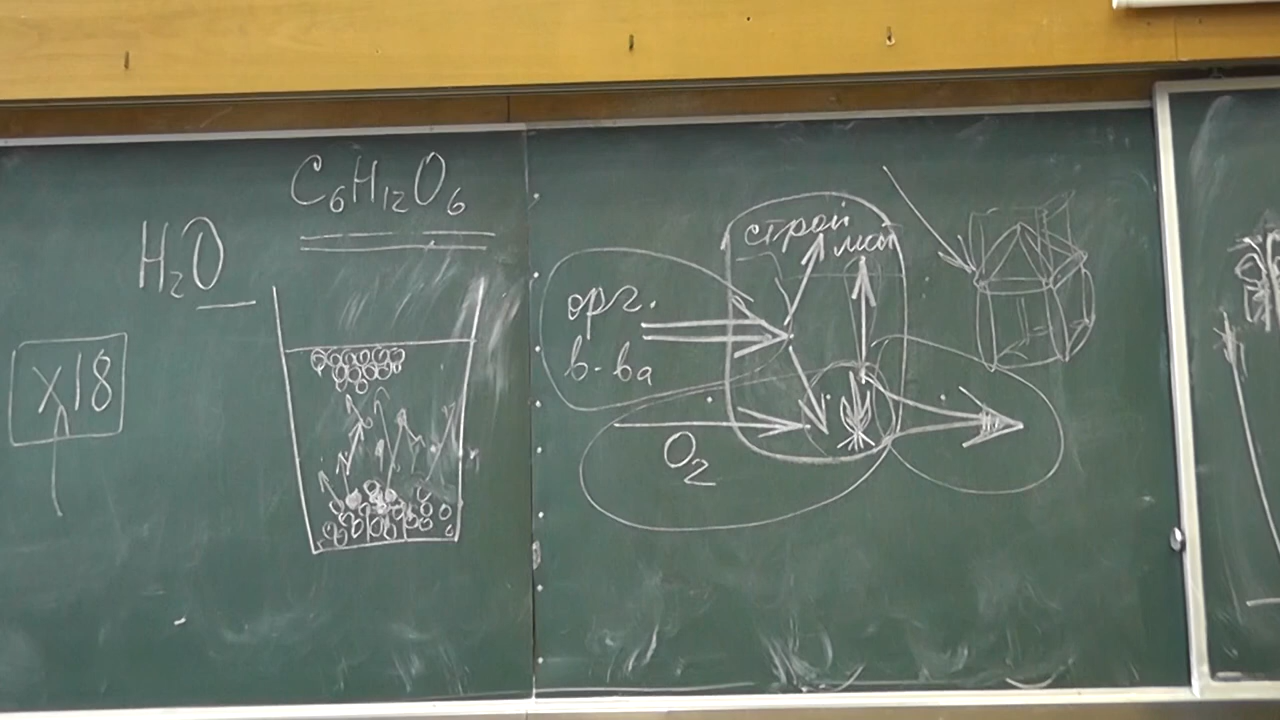 C₆H₁₂O₆
H₂O
x18
строй
мат
орг.
в-ва
O₂